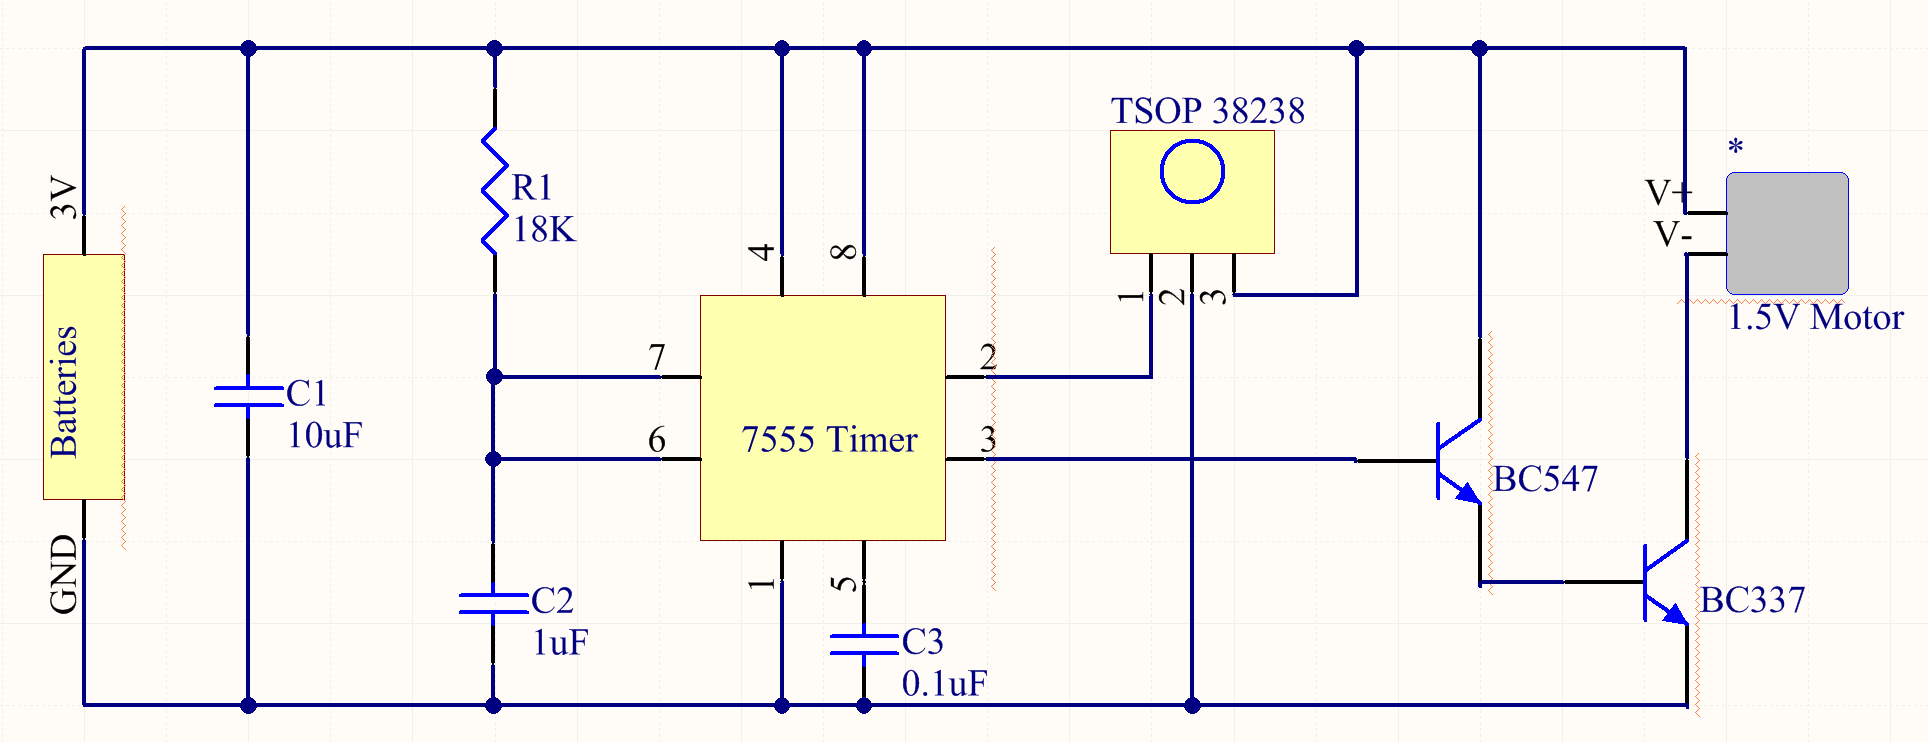 3V
Batteries
GND
C1
10uF
R1
18K
C2
1uF
4
8
7
6
2
3
7555 Timer
1
5
C3
0.1uF
TSOP 38238
1
2
3
BC547
BC337
*
V+
V-
1.5V Motor